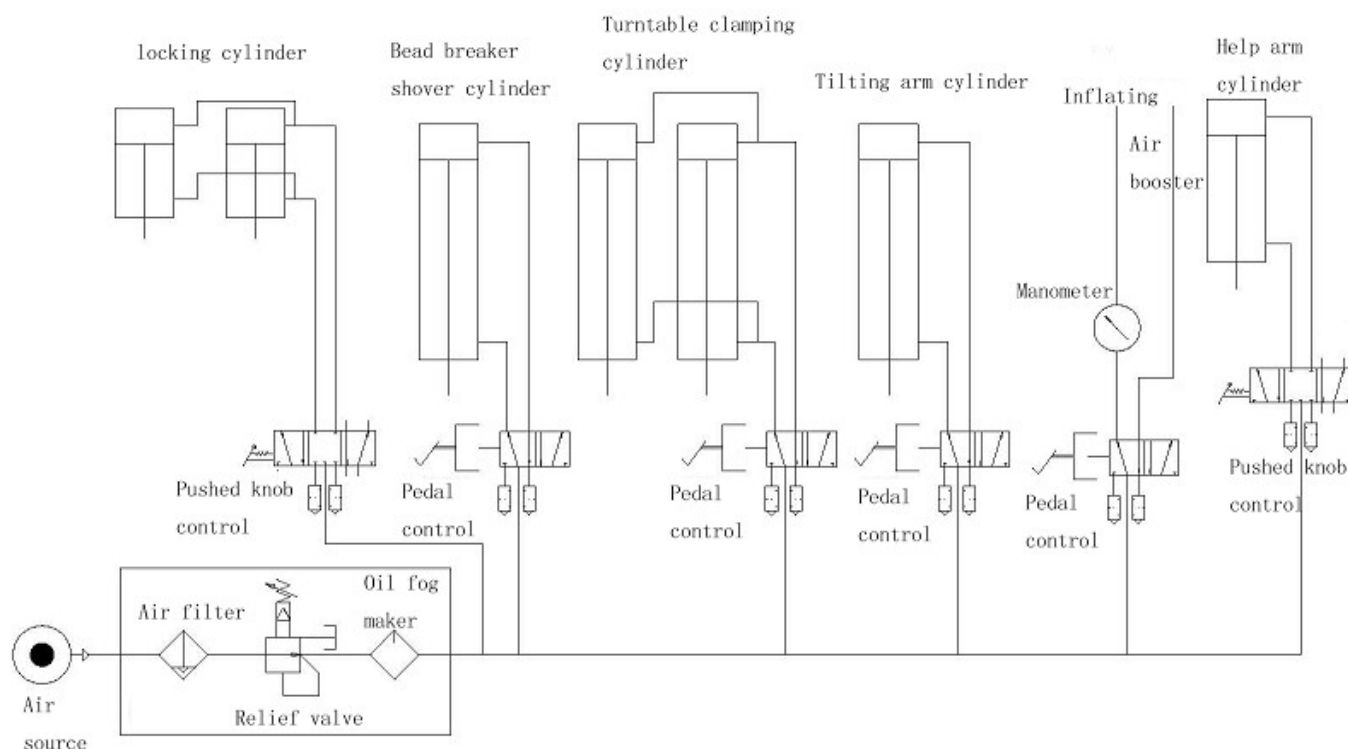 locking cylinder
Bead breaker
shover cylinder
Turntable clamping
cylinder
Tilting arm cylinder
Inflating
Air
booster
Help arm
cylinder
Manometer
Pushed knob
control
Pedal
control
Pedal
control
Pedal
control
Pedal
control
Pushed knob
control
Air filter
Oil fog
maker
Relief valve
Air
source